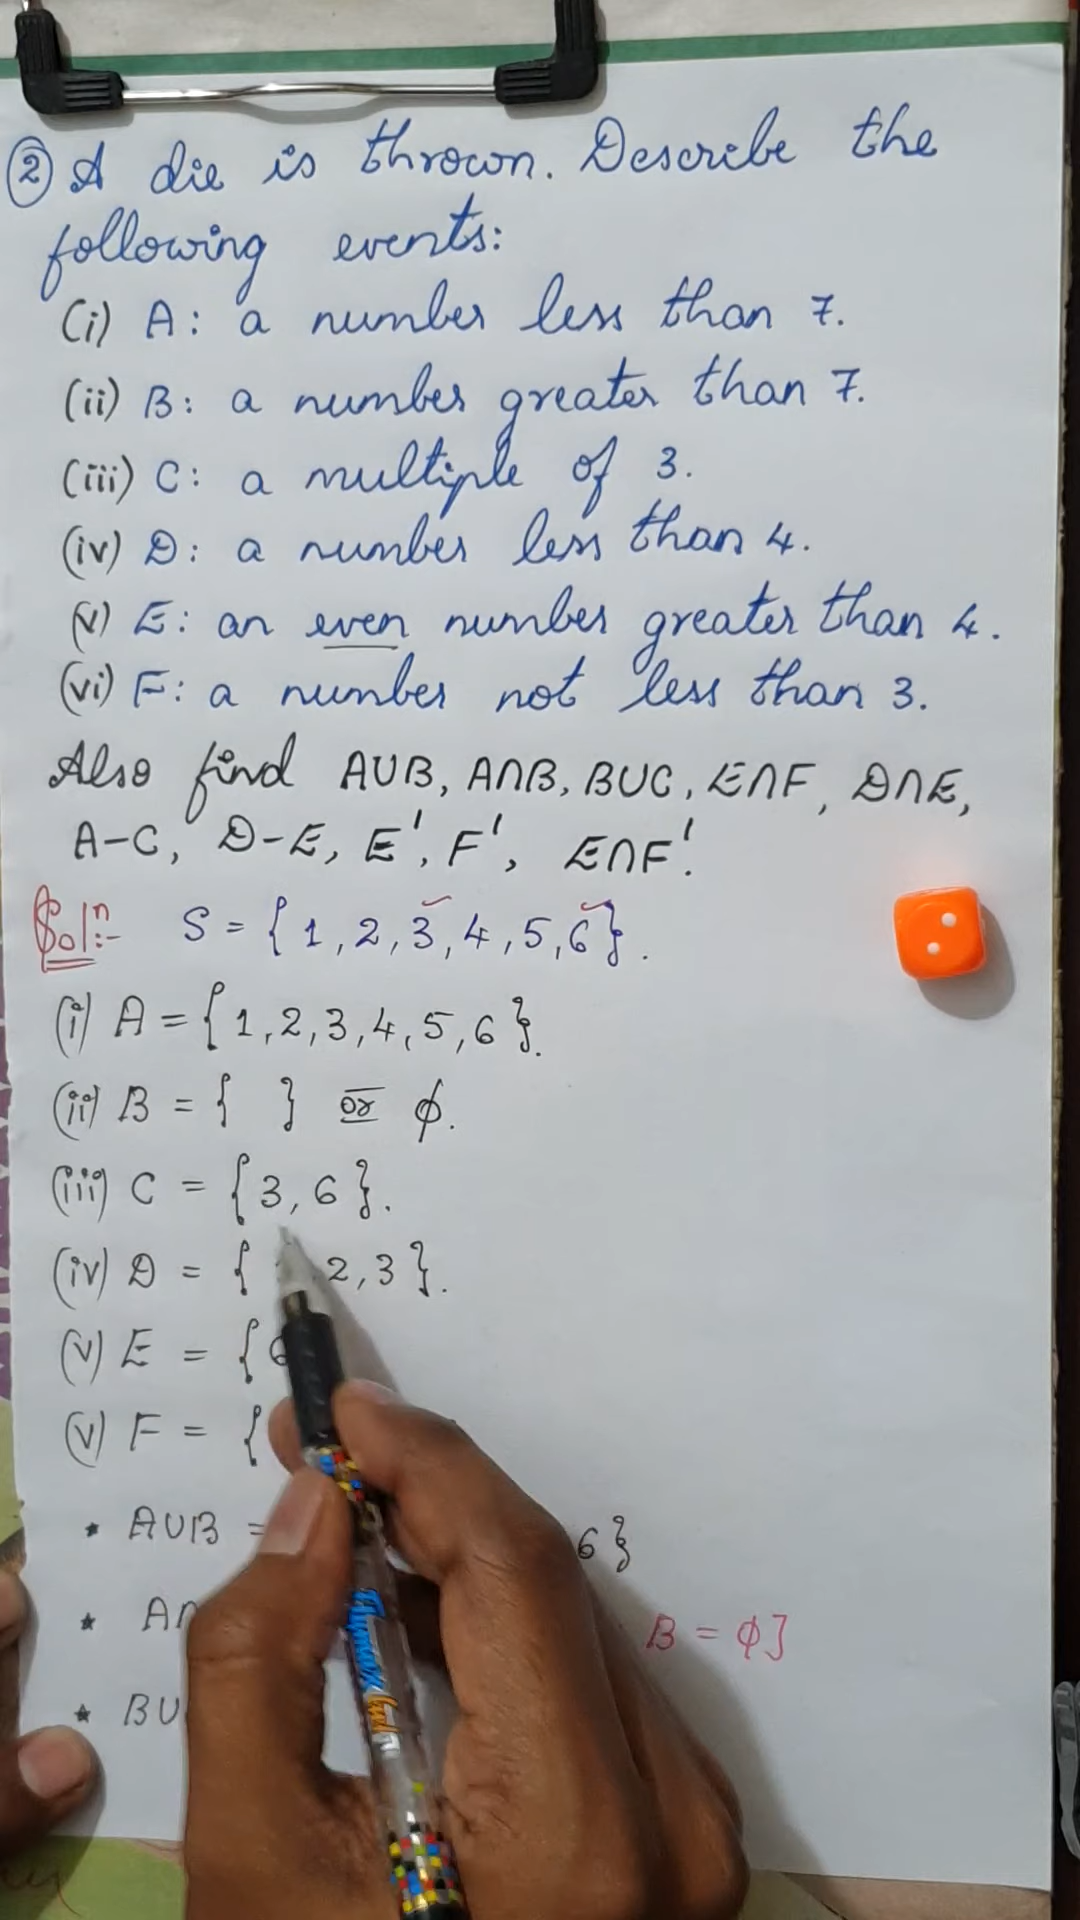 ② A die is thrown. Describe the
following events:
(i) A: a number less than 7.
(ii) B: a number greater than 7.
(iii) C: a multiple of 3.
(iv) D: a number less than 4.
(v) E: an even number greater than 4.
(vi) F: a number not less than 3.
Also find A∪B, A∩B, B∪C, E∩F, D∩E,
A-C, D-E, E', F', E∩F'.
Solⁿ:- S = {1,2,3,4,5,6}.
(i) A = {1,2,3,4,5,6}.
(ii) B = { } or ϕ.
(iii) C = {3,6}.
(iv) D = { ,2,3}.
(v) E = {6
(v) F = {
* A∪B = 6}
* A∩ B = ϕ]
* B∪